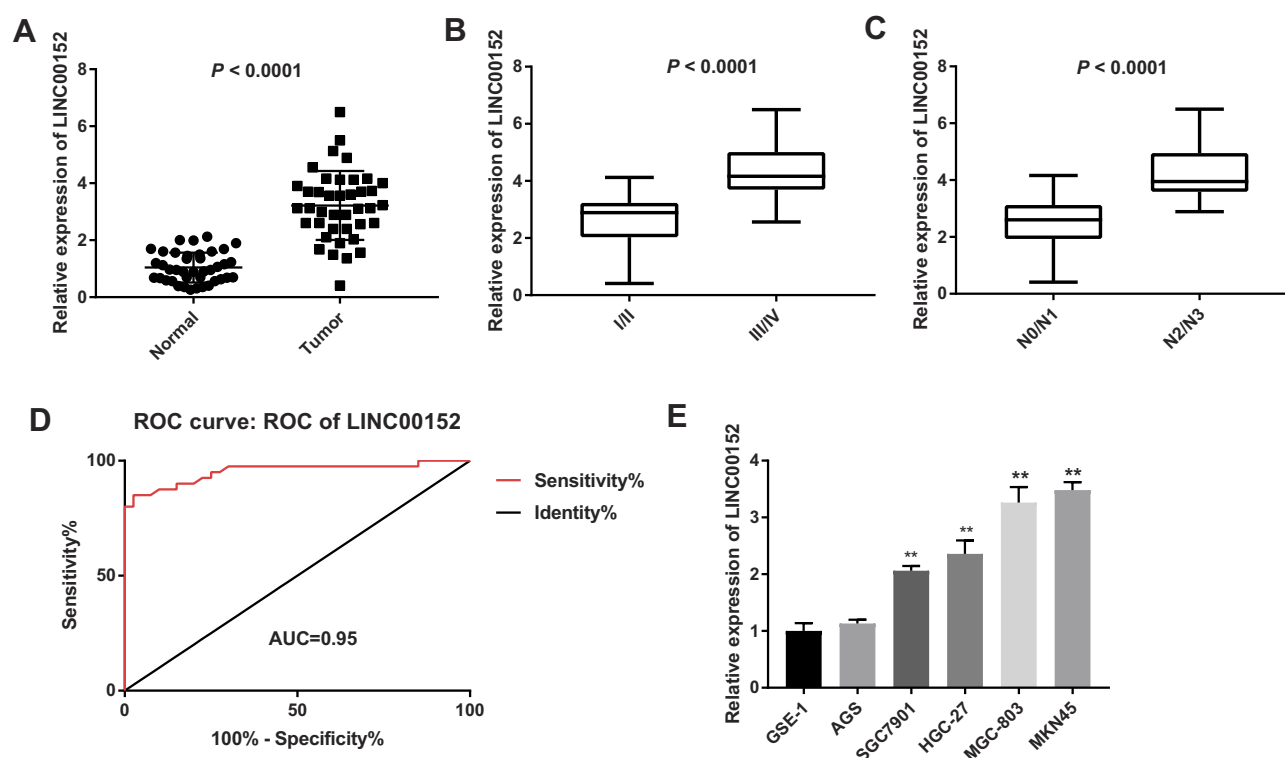 A
Relative expression of LINC00152
P < 0.0001
8
6
4
2
0
Normal
Tumor
B
Relative expression of LINC00152
P < 0.0001
8
6
4
2
0
I/II
III/IV
C
Relative expression of LINC00152
P < 0.0001
8
6
4
2
0
N0/N1
N2/N3
D
ROC curve: ROC of LINC00152
Sensitivity%
100
50
0
0
50
100
100% - Specificity%
AUC=0.95
Sensitivity%
Identity%
E
Relative expression of LINC00152
4
3
2
1
0
**
**
**
**
GSE-1
AGS
SGC7901
HGC-27
MGC-803
MKN45